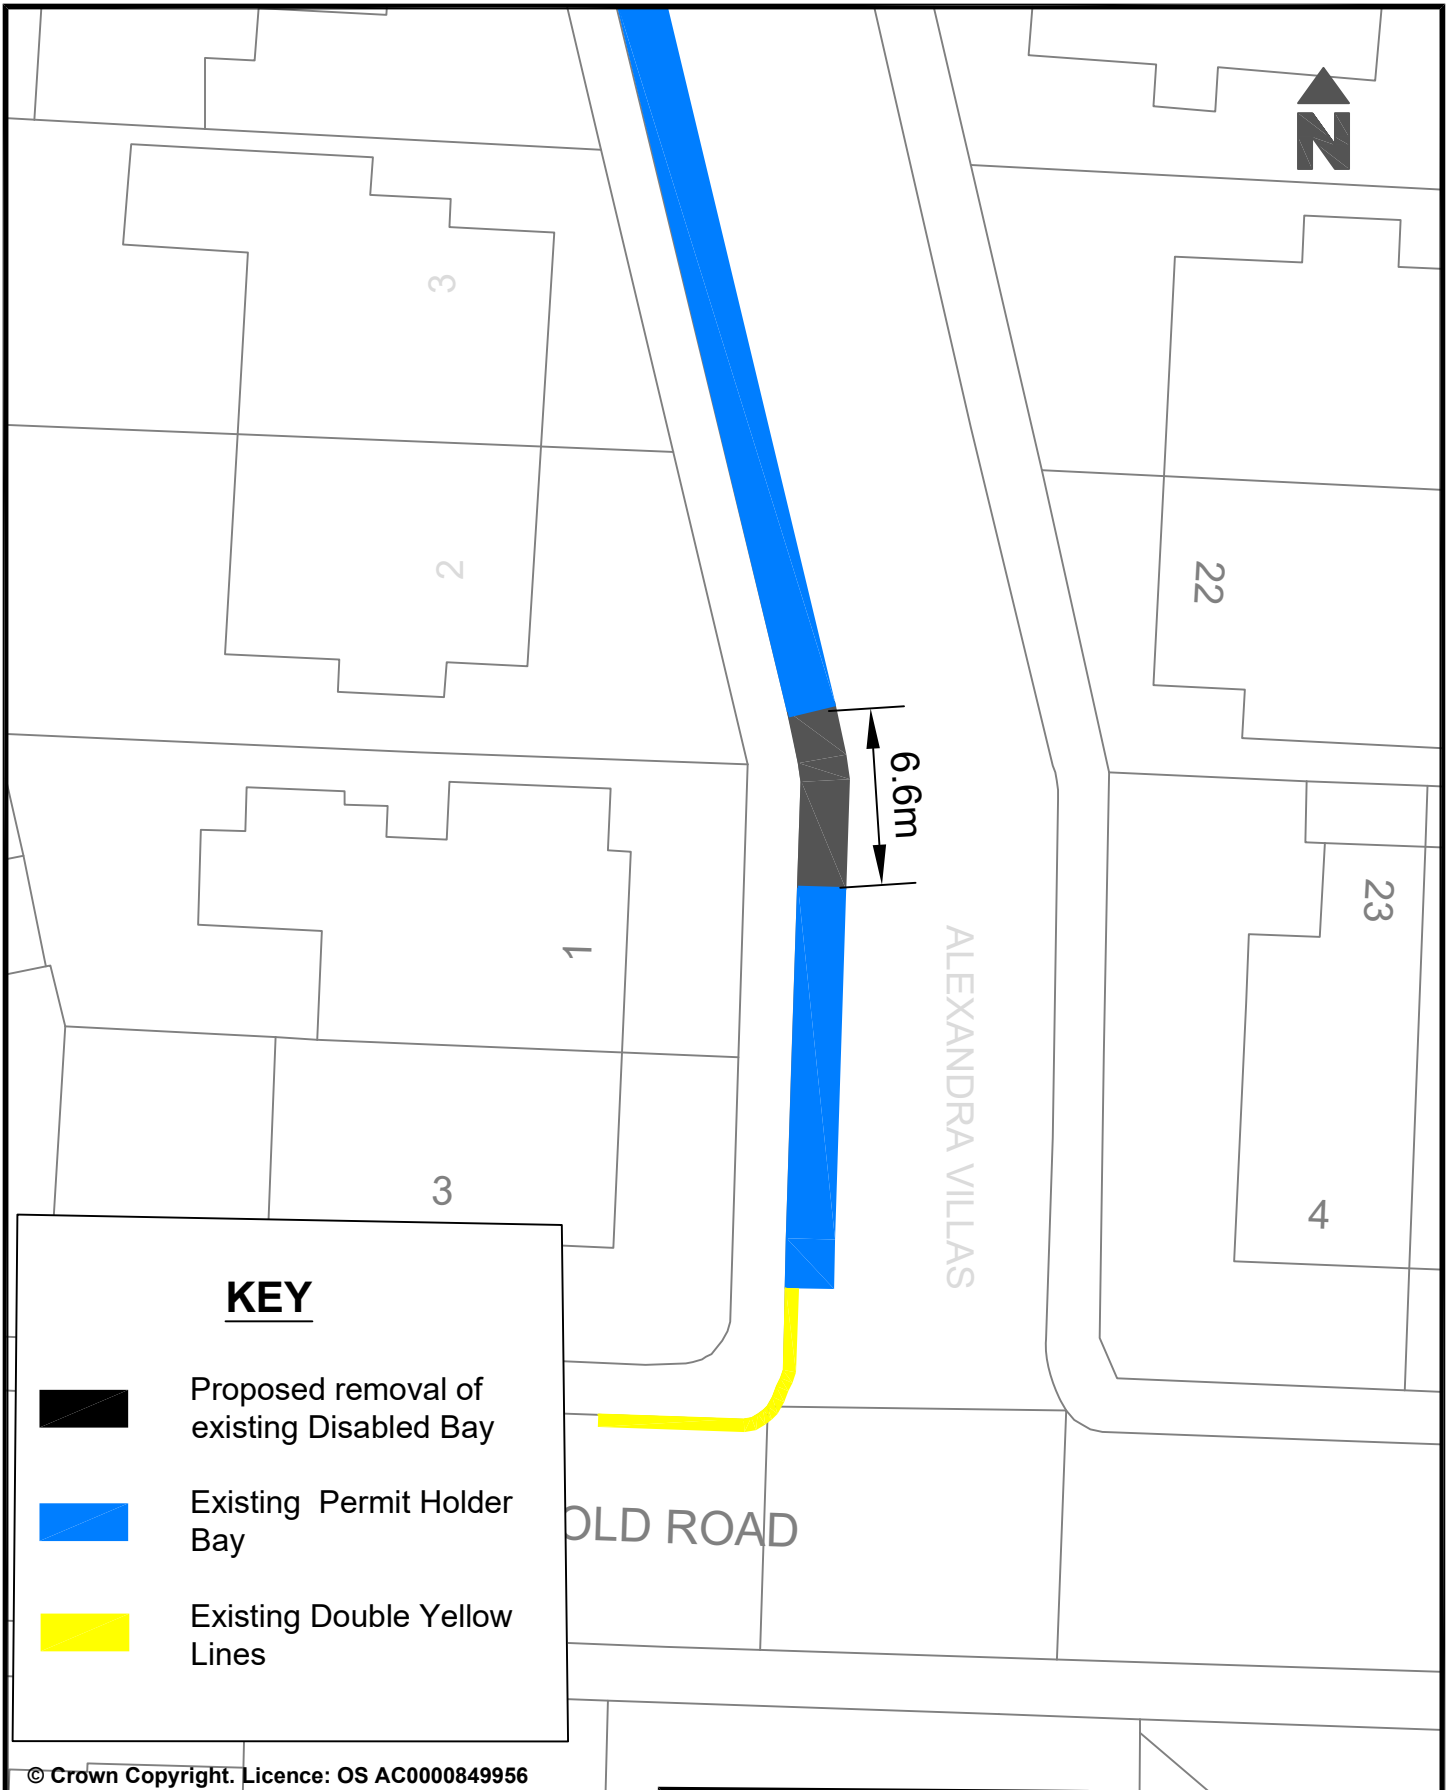 N
3
2
22
6.6m
23
1
ALEXANDRA VILLAS
3
4
KEY
Proposed removal of
existing Disabled Bay
Existing Permit Holder
Bay
Existing Double Yellow
Lines
OLD ROAD
© Crown Copyright. Licence: OS AC0000849956